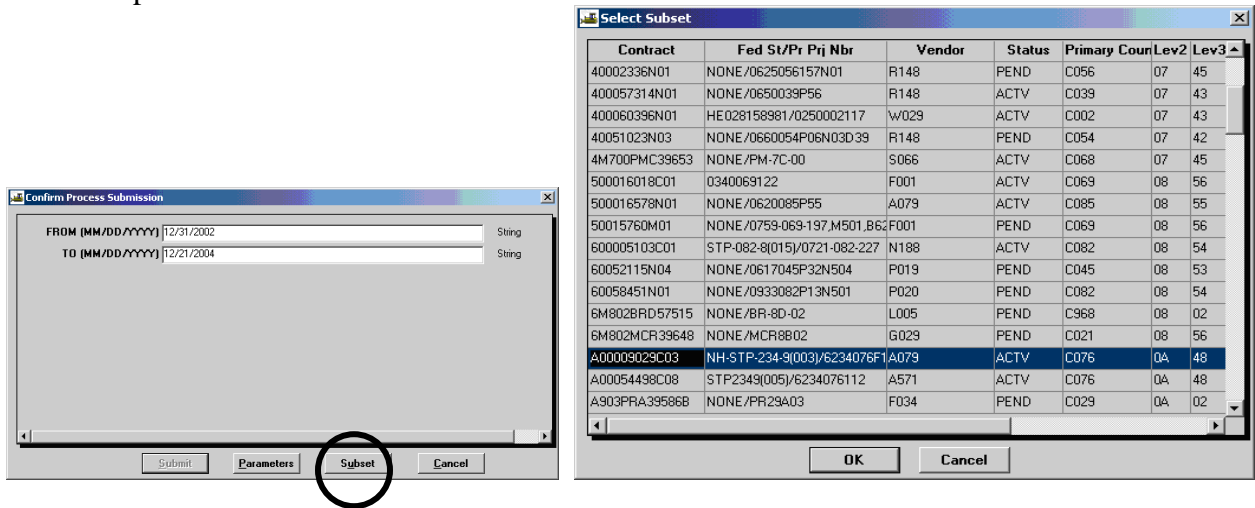 Confirm Process Submission
FROM (MM/DD/YYYY) 12/31/2002 String
TO (MM/DD/YYYY) 12/21/2004 String
Submit Parameters Subset Cancel
Select Subset
Contract Fed St/Pr Prj Nbr Vendor Status Primary Coun Lev2 Lev3
40002336N01 NONE/0625056157N01 R148 PEND C056 07 45
400057314N01 NONE/0650039P56 R148 ACTV C039 07 43
400060396N01 HE028158981/0250002117 W029 ACTV C002 07 43
40051023N03 NONE/0660054P06N03D39 R148 PEND C054 07 42
4M700PMC39653 NONE/PM-7C-00 S066 ACTV C068 07 45
500016018C01 0340069122 F001 ACTV C069 08 56
500016578N01 NONE/0620085P55 A079 ACTV C085 08 55
50015760M01 NONE/0759-069-197,M501,B62 F001 PEND C069 08 56
600005103C01 STP-082-8(015)/0721-082-227 N188 ACTV C082 08 54
60052115N04 NONE/0617045P32N504 P019 PEND C045 08 53
60058451N01 NONE/0933082P13N501 P020 PEND C082 08 54
6M802BRD57515 NONE/BR-8D-02 L005 PEND C968 08 02
6M802MCR39648 NONE/MCR8B02 G029 PEND C021 08 56
A00009029C03 NH-STP-234-9(003)/6234076F1 A079 ACTV C076 0A 48
A00054498C08 STP2349(005)/6234076112 A571 ACTV C076 0A 48
A903PRA39586B NONE/PR29A03 F034 PEND C029 0A 02
OK Cancel